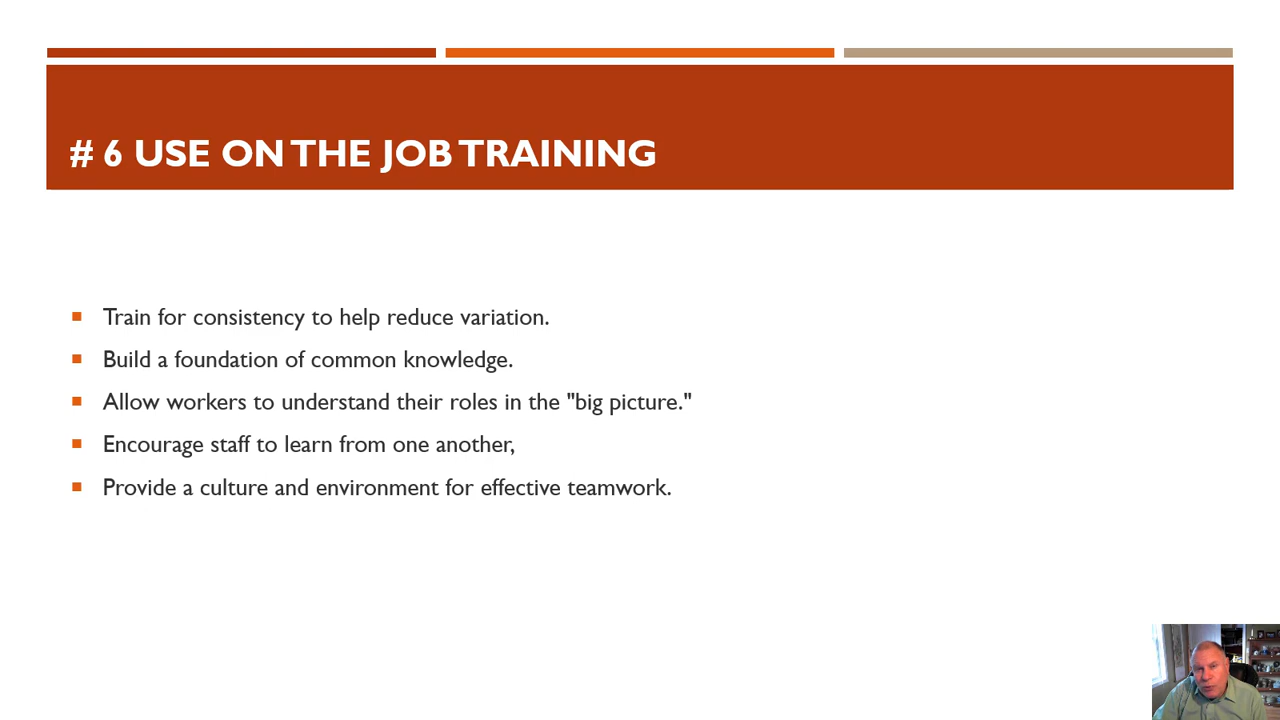 # 6 USE ON THE JOB TRAINING
Train for consistency to help reduce variation.
Build a foundation of common knowledge.
Allow workers to understand their roles in the "big picture."
Encourage staff to learn from one another,
Provide a culture and environment for effective teamwork.